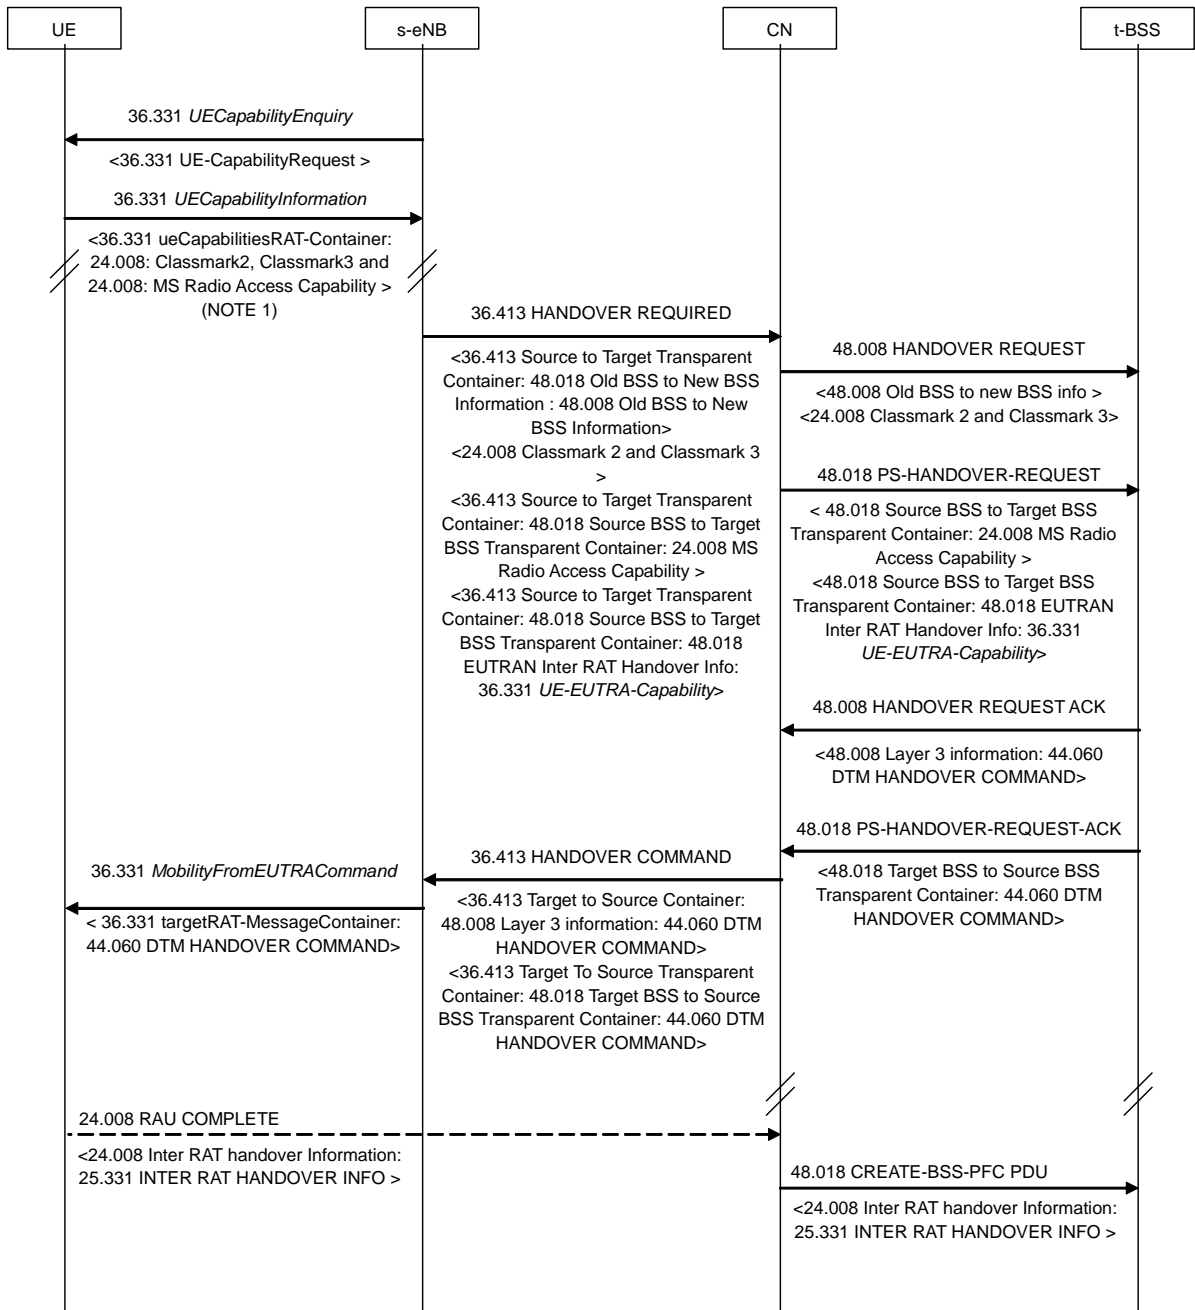 UE
s-eNB
CN
t-BSS
36.331 UECapabilityEnquiry
<36.331 UE-CapabilityRequest >
36.331 UECapabilityInformation
<36.331 ueCapabilitiesRAT-Container:
24.008: Classmark2, Classmark3 and
24.008: MS Radio Access Capability >
(NOTE 1)
36.413 HANDOVER REQUIRED
<36.413 Source to Target Transparent
Container: 48.018 Old BSS to New BSS
Information : 48.008 Old BSS to New
BSS Information>
<24.008 Classmark 2 and Classmark 3
>
<36.413 Source to Target Transparent
Container: 48.018 Source BSS to Target
BSS Transparent Container: 24.008 MS
Radio Access Capability >
<36.413 Source to Target Transparent
Container: 48.018 Source BSS to Target
BSS Transparent Container: 48.018
EUTRAN Inter RAT Handover Info:
36.331 UE-EUTRA-Capability>
48.008 HANDOVER REQUEST
<48.008 Old BSS to new BSS info >
<24.008 Classmark 2 and Classmark 3>
48.018 PS-HANDOVER-REQUEST
< 48.018 Source BSS to Target BSS
Transparent Container: 24.008 MS Radio
Access Capability >
<48.018 Source BSS to Target BSS
Transparent Container: 48.018 EUTRAN
Inter RAT Handover Info: 36.331
UE-EUTRA-Capability>
48.008 HANDOVER REQUEST ACK
<48.008 Layer 3 information: 44.060
DTM HANDOVER COMMAND>
48.018 PS-HANDOVER-REQUEST-ACK
<48.018 Target BSS to Source BSS
Transparent Container: 44.060 DTM
HANDOVER COMMAND>
36.413 HANDOVER COMMAND
<36.413 Target to Source Container:
48.008 Layer 3 information: 44.060 DTM
HANDOVER COMMAND>
<36.413 Target To Source Transparent
Container: 48.018 Target BSS to Source
BSS Transparent Container: 44.060 DTM
HANDOVER COMMAND>
36.331 MobilityFromEUTRACommand
< 36.331 targetRAT-MessageContainer:
44.060 DTM HANDOVER COMMAND>
24.008 RAU COMPLETE
<24.008 Inter RAT handover Information:
25.331 INTER RAT HANDOVER INFO >
48.018 CREATE-BSS-PFC PDU
<24.008 Inter RAT handover Information:
25.331 INTER RAT HANDOVER INFO >